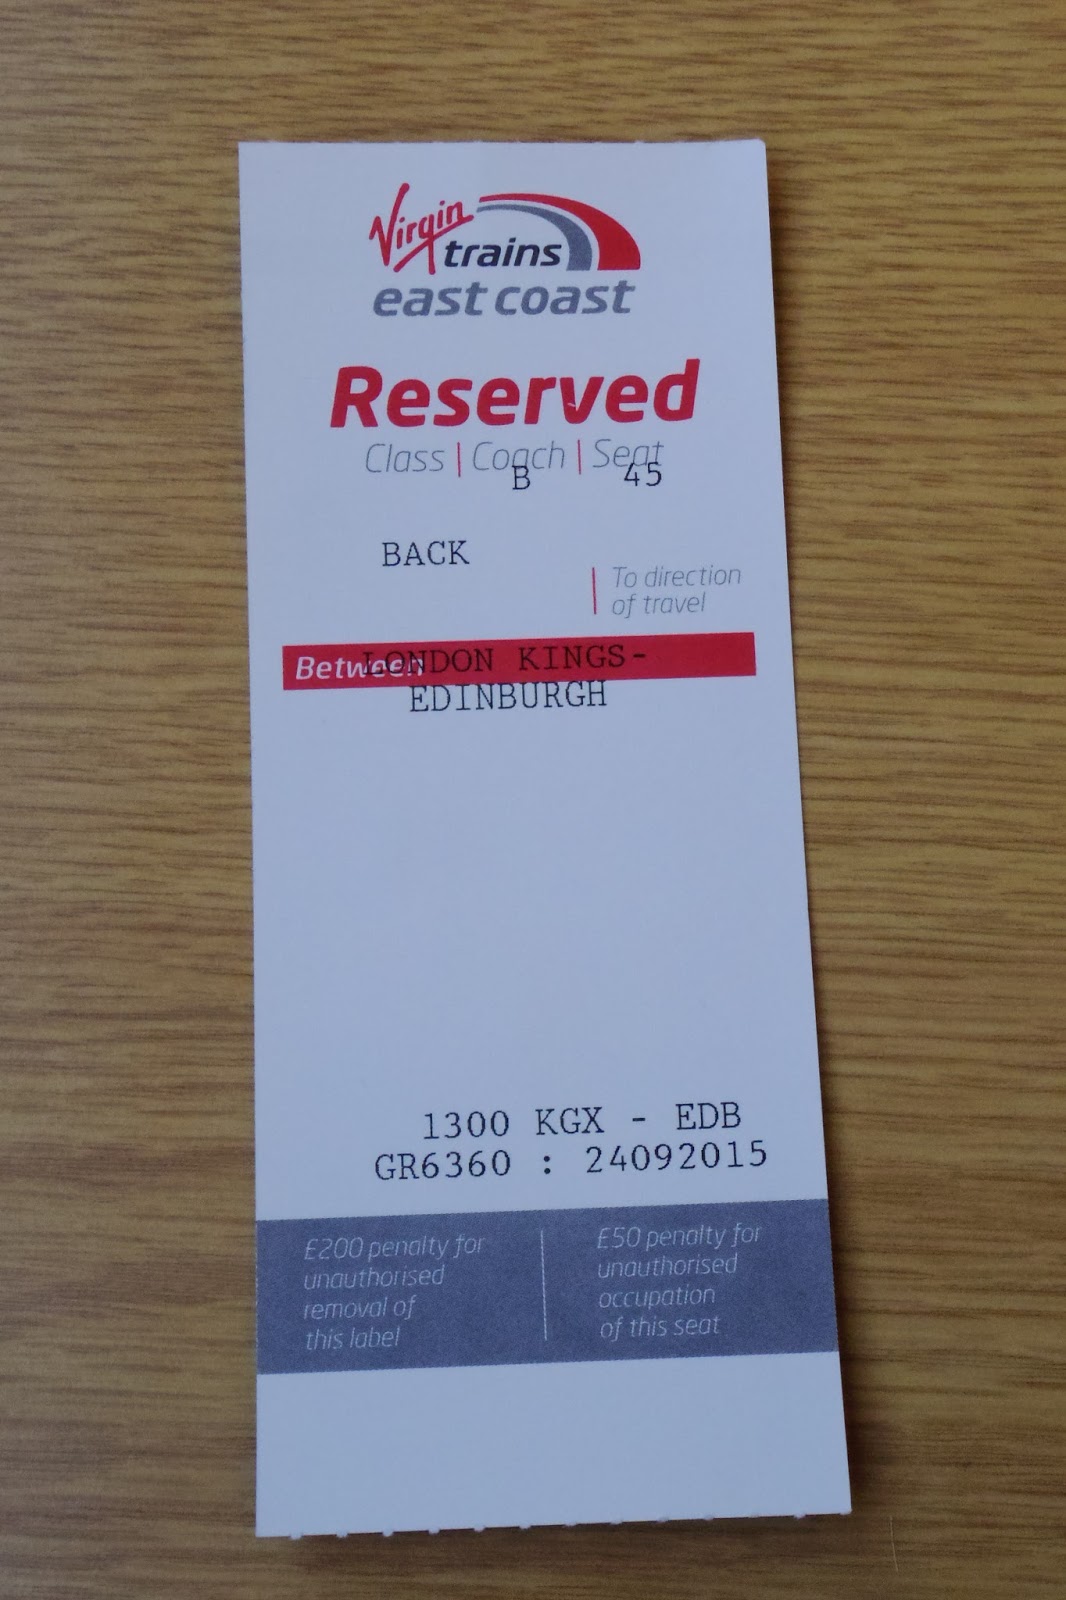 Virgin
trains
east coast
Reserved
Class | Coach | Seat
B 45
BACK
To direction
of travel
Between LONDON KINGS-
EDINBURGH
1300 KGX - EDB
GR6360 : 24092015
£200 penalty for
unauthorised
removal of
this label
£50 penalty for
unauthorised
occupation
of this seat